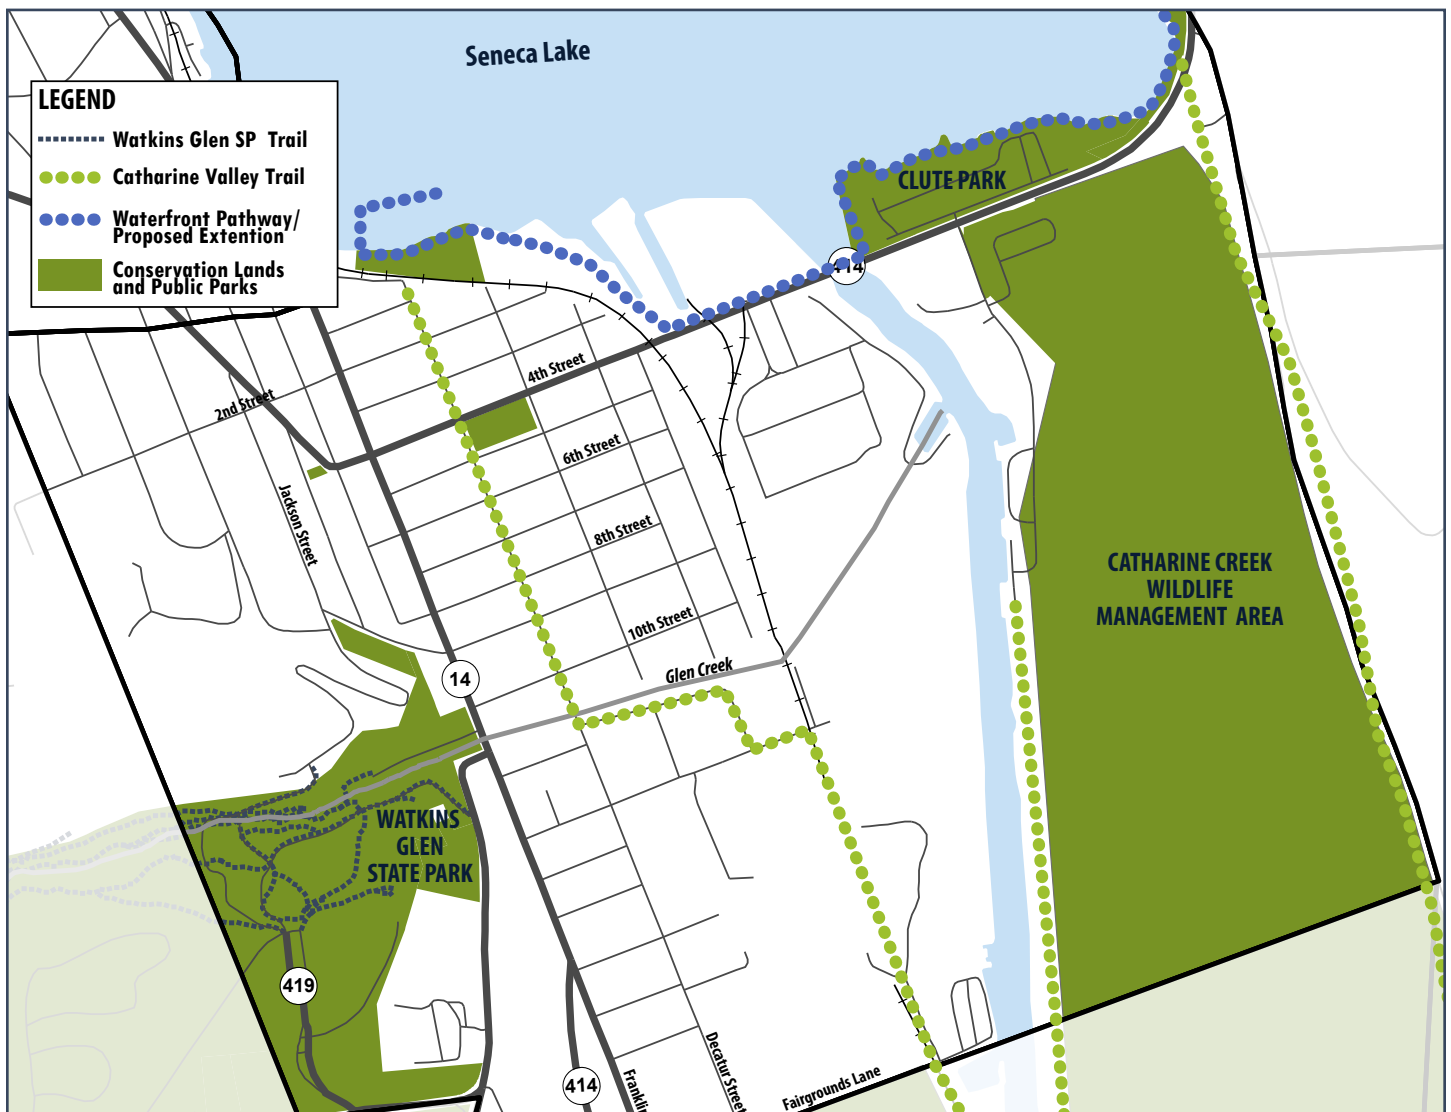 Seneca Lake
LEGEND
Watkins Glen SP Trail
Catharine Valley Trail
Waterfront Pathway/
Proposed Extention
Conservation Lands
and Public Parks
CLUTE PARK
414
4th Street
2nd Street
6th Street
Jackson Street
8th Street
CATHARINE CREEK
WILDLIFE
MANAGEMENT AREA
10th Street
Glen Creek
14
WATKINS
GLEN
STATE PARK
419
Decatur Street
414
Franklin
Fairgrounds Lane